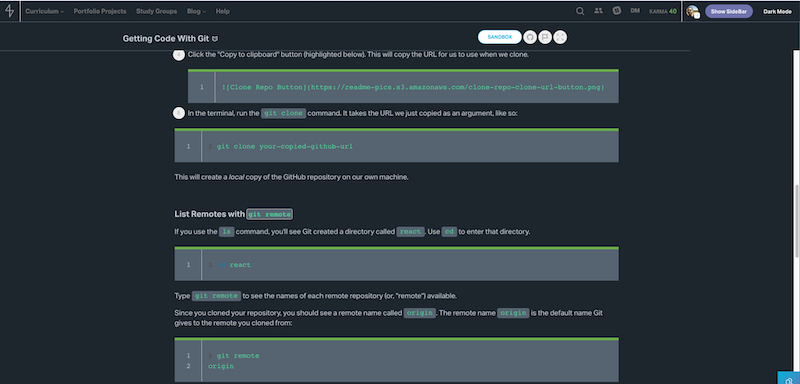 Curriculum Portfolio Projects Study Groups Blog Help DM KARMA 40 Show SideBar Dark Mode
Getting Code With Git SANDBOX
Click the "Copy to clipboard" button (highlighted below). This will copy the URL for us to use when we clone.
1 ![Clone Repo Button](https://readme-pics.s3.amazonaws.com/clone-repo-clone-url-button.png)
In the terminal, run the git clone command. It takes the URL we just copied as an argument, like so:
1 $ git clone your-copied-github-url
This will create a local copy of the GitHub repository on our own machine.
List Remotes with git remote
If you use the ls command, you'll see Git created a directory called react. Use cd to enter that directory.
1 $ cd react
Type git remote to see the names of each remote repository (or, "remote") available.
Since you cloned your repository, you should see a remote name called origin. The remote name origin is the default name Git
gives to the remote you cloned from:
1 $ git remote
2 origin